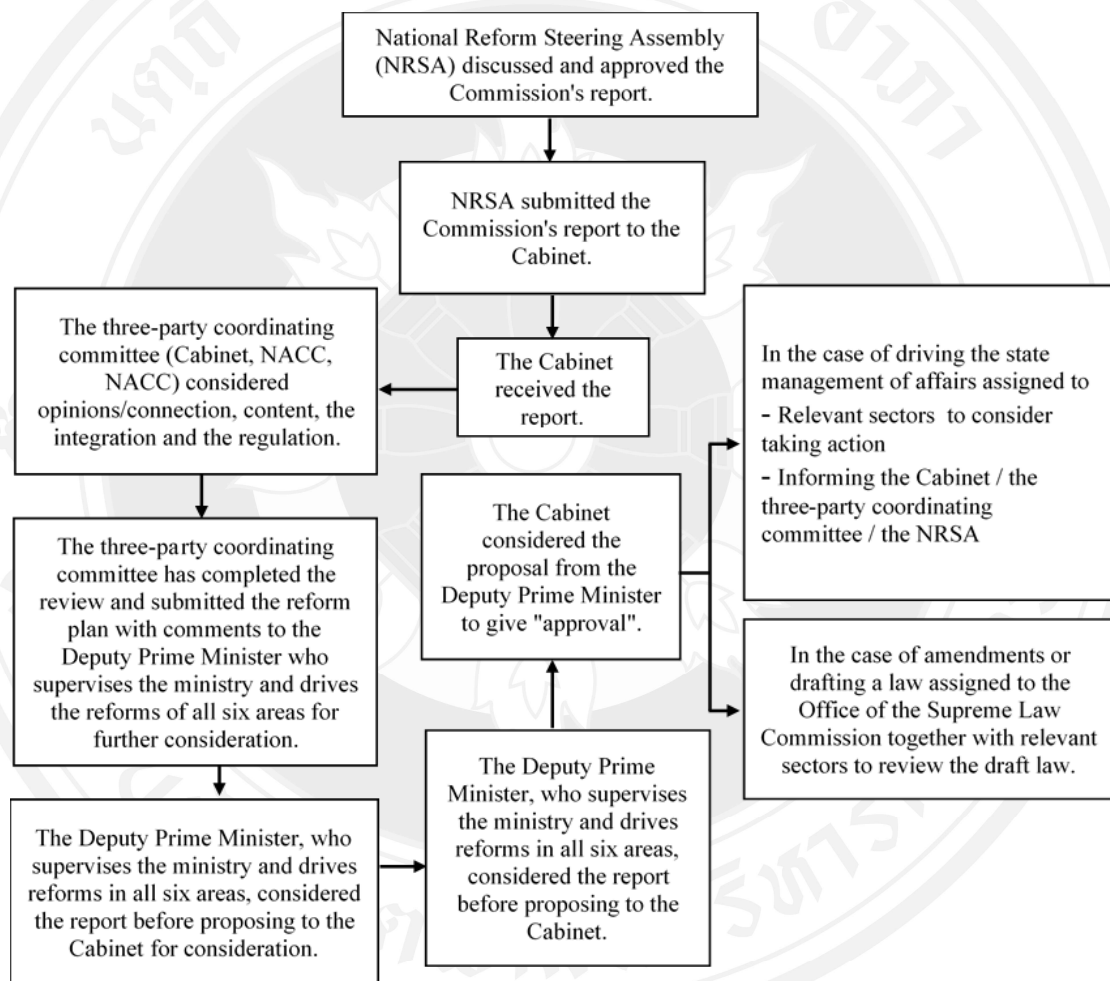 National Reform Steering Assembly
(NRSA) discussed and approved the
Commission's report.
NRSA submitted the
Commission's report to the
Cabinet.
The Cabinet
received the
report.
The three-party coordinating
committee (Cabinet, NACC,
NACC) considered
opinions/connection, content, the
integration and the regulation.
The three-party coordinating
committee has completed the
review and submitted the reform
plan with comments to the
Deputy Prime Minister who
supervises the ministry and drives
the reforms of all six areas for
further consideration.
The Deputy Prime Minister, who
supervises the ministry and drives
reforms in all six areas, considered
the report before proposing to the
Cabinet for consideration.
The Deputy Prime
Minister, who supervises
the ministry and drives
reforms in all six areas,
considered the report
before proposing to the
Cabinet.
The Cabinet
considered the
proposal from the
Deputy Prime Minister
to give "approval".
In the case of driving the state
management of affairs assigned to
- Relevant sectors to consider
taking action
- Informing the Cabinet / the
three-party coordinating
committee / the NRSA
In the case of amendments or
drafting a law assigned to the
Office of the Supreme Law
Commission together with relevant
sectors to review the draft law.